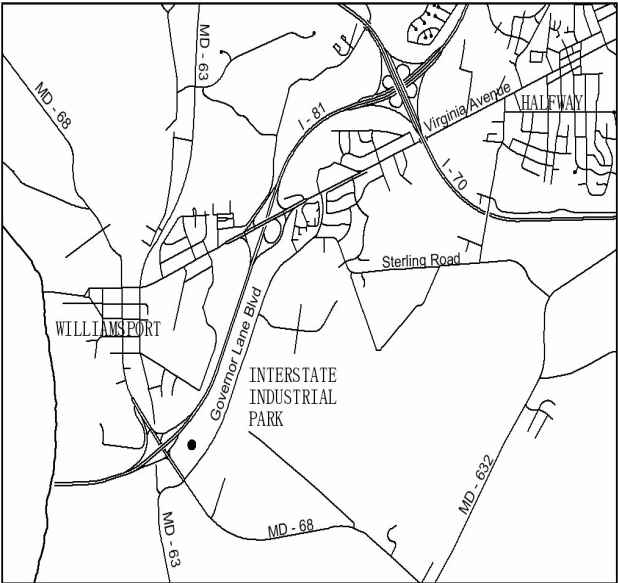 MD - 63
MD - 68
I - 81
Virginia Avenue
HALFWAY
I - 70
Sterling Road
WILLIAMSPORT
Governor Lane Blvd
INTERSTATE
INDUSTRIAL
PARK
MD - 632
MD - 68
MD - 63